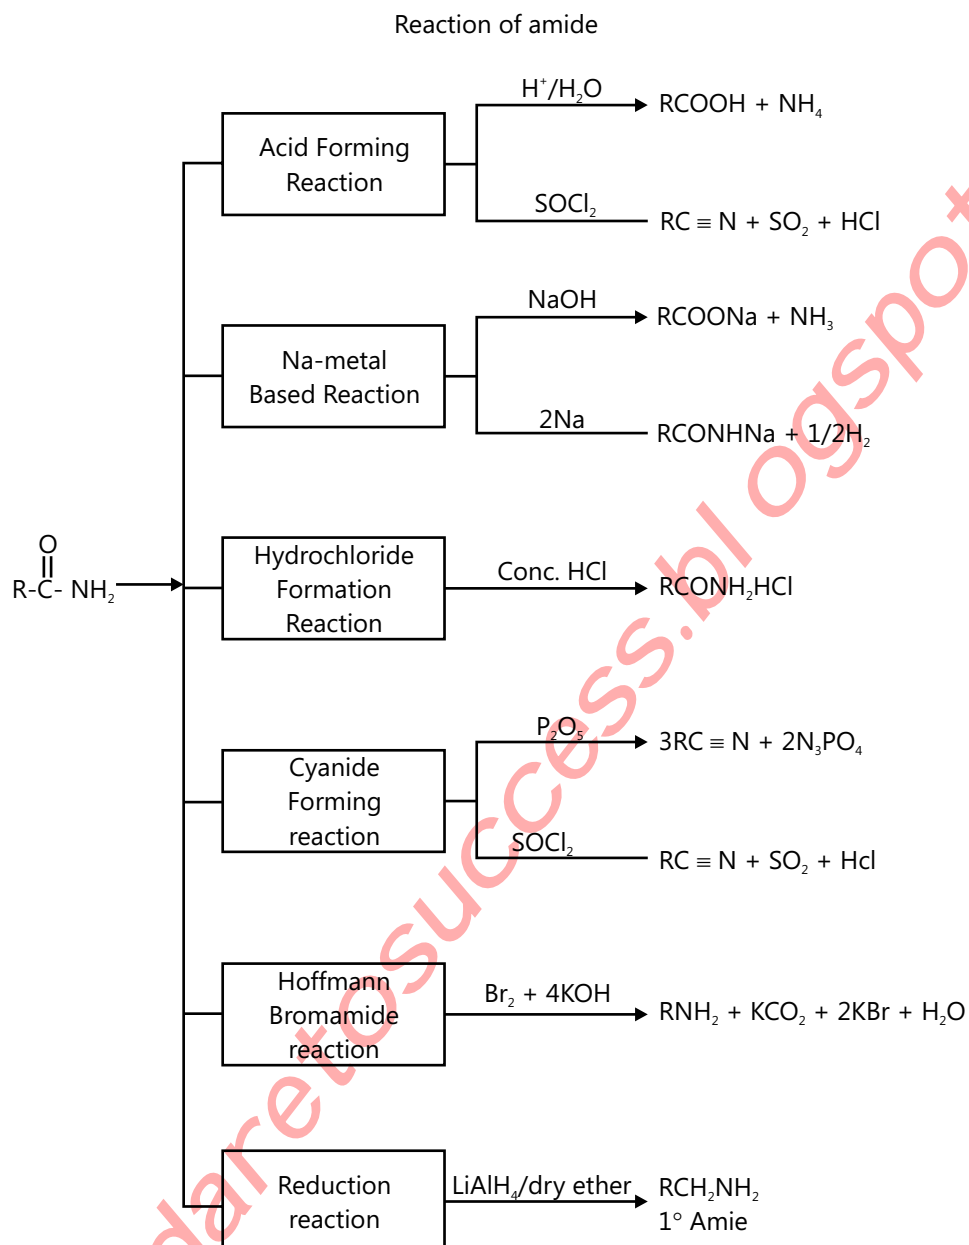 Reaction of amide
H⁺/H₂O
RCOOH + NH₄
Acid Forming
Reaction
SOCl₂
RC ≡ N + SO₂ + HCl
NaOH
RCOONa + NH₃
Na-metal
Based Reaction
2Na
RCONHNa + 1/2H₂
O
R-C- NH₂
Hydrochloride
Formation
Reaction
Conc. HCl
RCONH₂HCl
P₂O₅
3RC ≡ N + 2N₃PO₄
Cyanide
Forming
reaction
SOCl₂
RC ≡ N + SO₂ + Hcl
Hoffmann
Bromamide
reaction
Br₂ + 4KOH
RNH₂ + KCO₂ + 2KBr + H₂O
Reduction
reaction
LiAlH₄/dry ether
RCH₂NH₂
1° Amie
daretosuccess.bl ogspot